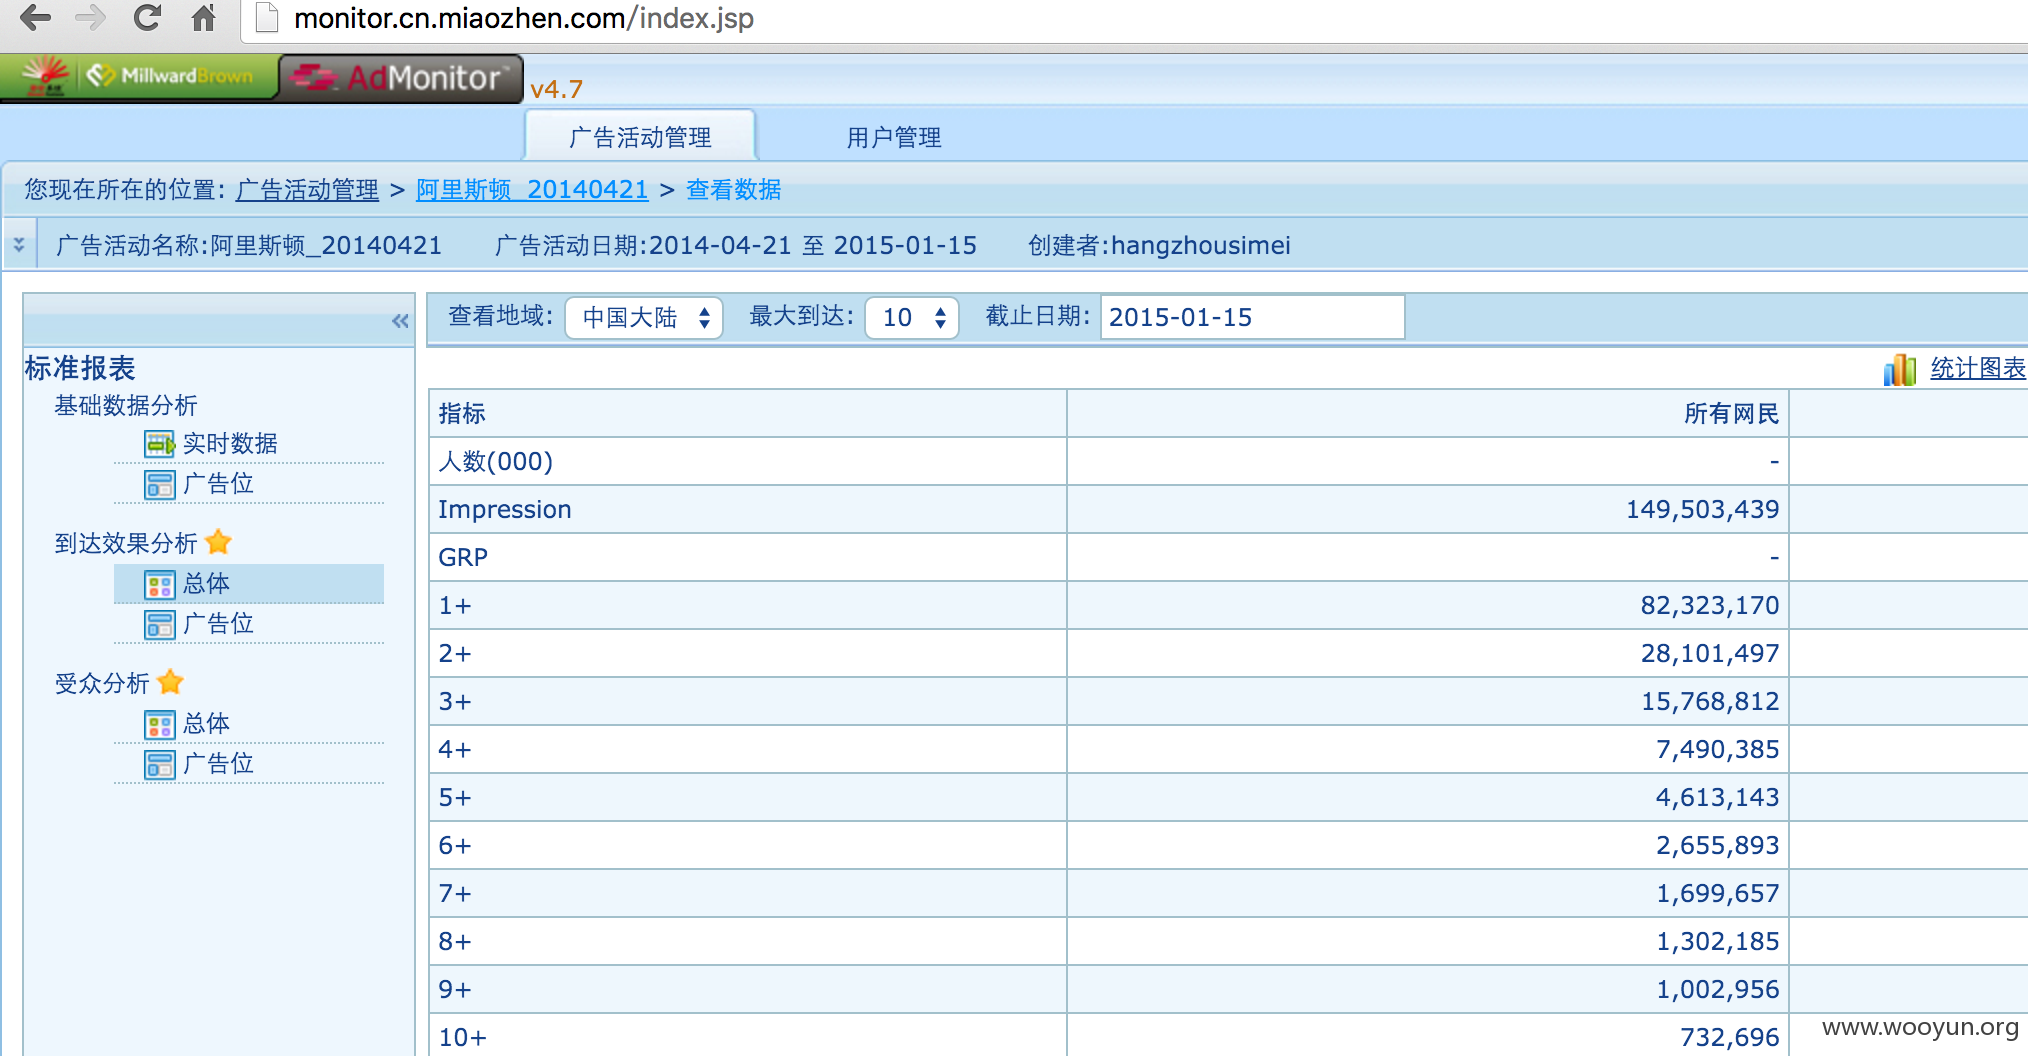 monitor.cn.miaozhen.com/index.jsp
MillwardBrown AdMonitor™ v4.7
广告活动管理 用户管理
您现在所在的位置: 广告活动管理 > 阿里斯顿_20140421 > 查看数据
广告活动名称:阿里斯顿_20140421 广告活动日期:2014-04-21 至 2015-01-15 创建者:hangzhousimei
查看地域: 中国大陆 最大到达: 10 截止日期: 2015-01-15
标准报表
基础数据分析
实时数据
广告位
到达效果分析
总体
广告位
受众分析
总体
广告位
统计图表
指标 所有网民
人数(000) -
Impression 149,503,439
GRP -
1+ 82,323,170
2+ 28,101,497
3+ 15,768,812
4+ 7,490,385
5+ 4,613,143
6+ 2,655,893
7+ 1,699,657
8+ 1,302,185
9+ 1,002,956
10+ 732,696
www.wooyun.org